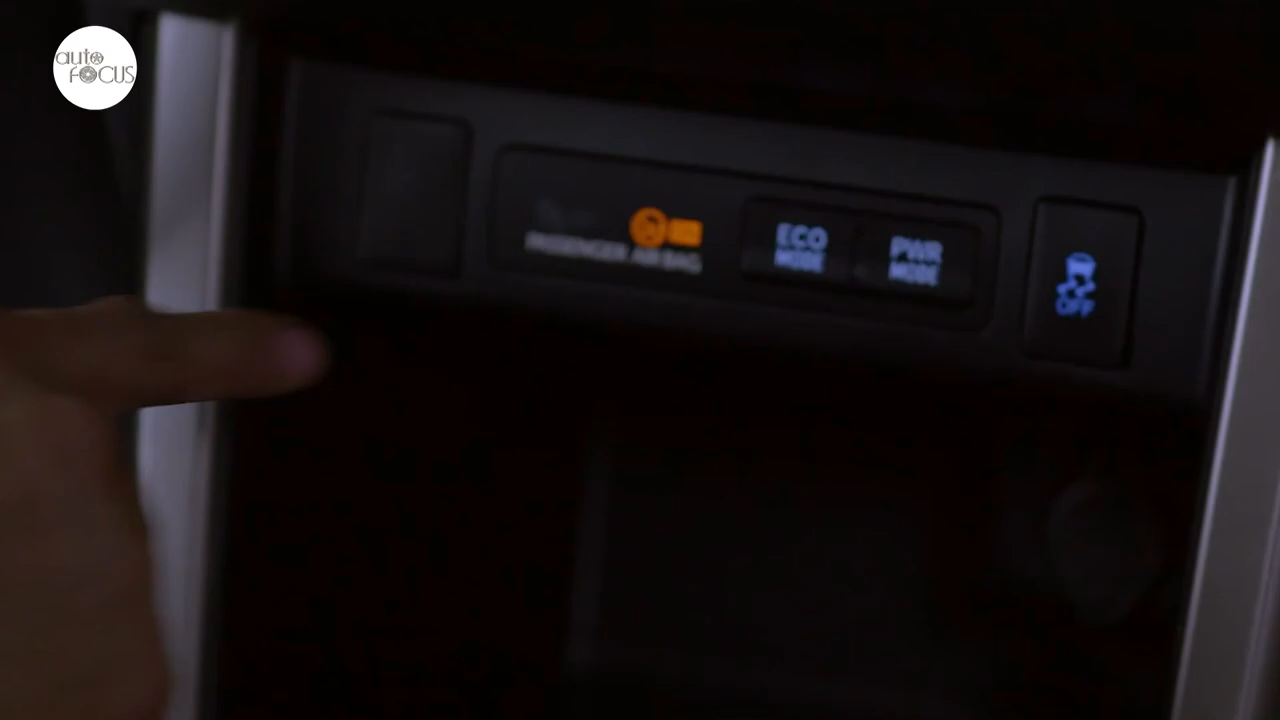 auto
FOCUS
PASSENGER AIR BAG
ECO
MODE
PWR
MODE
OFF